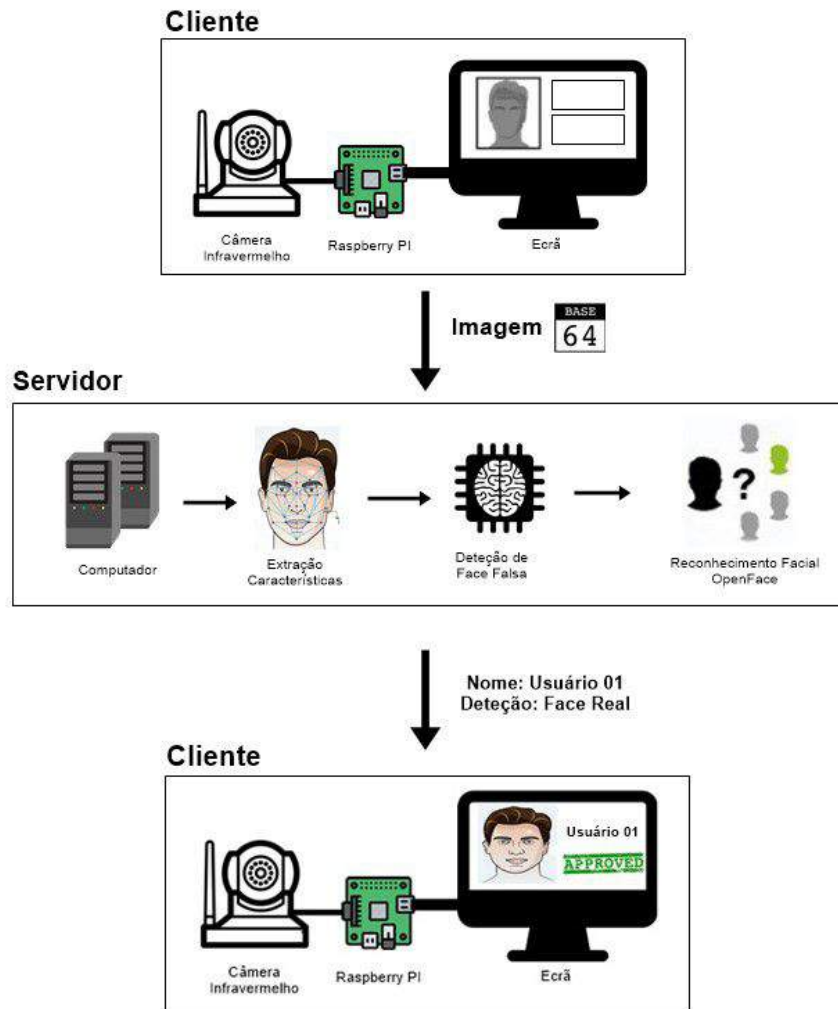 Cliente
Câmera
Infravermelho
Raspberry PI
Ecrã
Imagem
BASE
64
Servidor
Computador
Extração
Características
Deteção de
Face Falsa
?
Reconhecimento Facial
OpenFace
Nome: Usuário 01
Deteção: Face Real
Cliente
Usuário 01
APPROVED
Câmera
Infravermelho
Raspberry PI
Ecrã